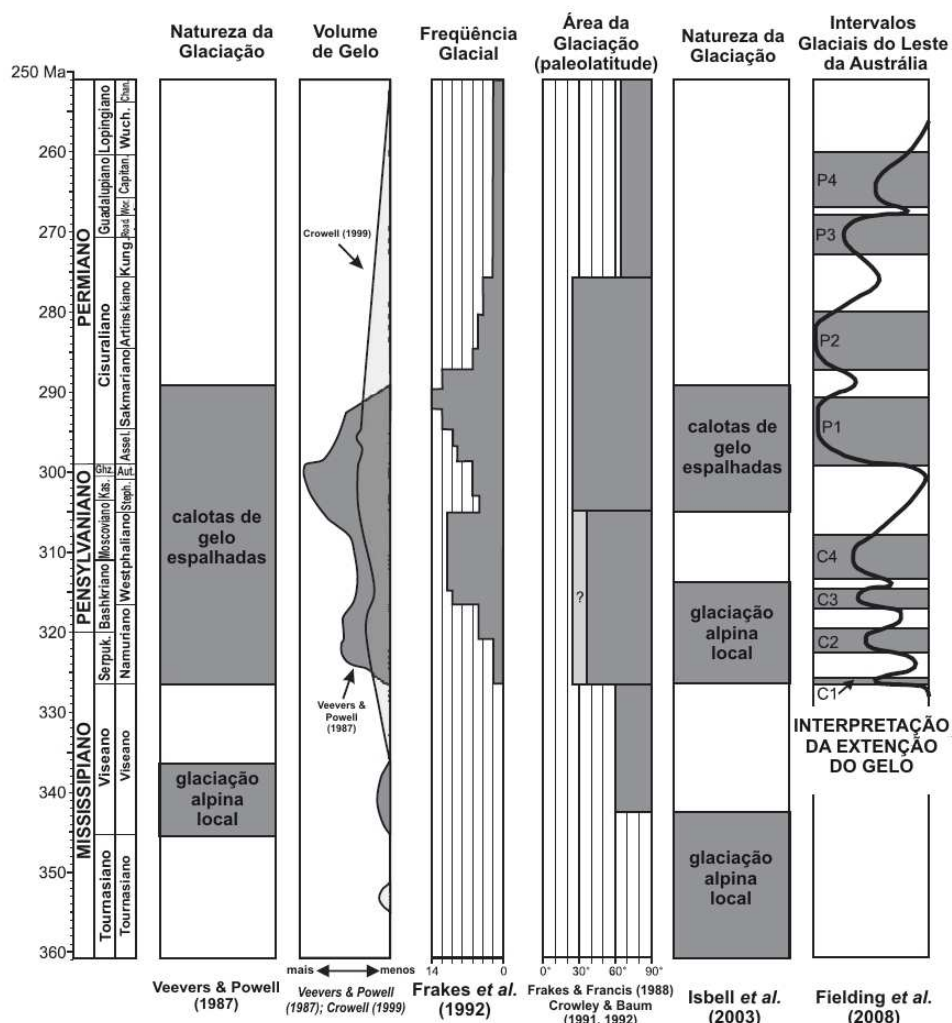 Natureza da
Glaciação
Volume
de Gelo
Freqüência
Glacial
Área da
Glaciação
(paleolatitude)
Natureza da
Glaciação
Intervalos
Glaciais do Leste
da Austrália
250 Ma
260
270
280
290
300
310
320
330
340
350
360
PERMIANO
PENSYLVANIANO
MISSISSIPIANO
Lopingiano
Guadalupiano
Cisuraliano
Ghz.
Kas.
Moscoviano
Bashkriano
Serpuk.
Viseano
Tournasiano
Chan.
Wuch.
Capitan.
Wor.
Road.
Kung.
Artinskiano
Sakmariano
Assel.
Aut.
Steph.
Westphaliano
Namuriano
Viseano
Tournasiano
calotas de
gelo
espalhadas
glaciação
alpina
local
Crowell (1999)
Veevers &
Powell
(1987)
?
calotas de
gelo
espalhadas
glaciação
alpina
local
glaciação
alpina
local
P4
P3
P2
P1
C4
C3
C2
C1
INTERPRETAÇÃO
DA EXTENÇÃO
DO GELO
mais menos
14 0
0° 30° 60° 90°
Veevers & Powell
(1987)
Veevers & Powell
(1987); Crowell (1999)
Frakes et al.
(1992)
Frakes & Francis (1988)
Crowley & Baum
(1991, 1992)
Isbell et al.
(2003)
Fielding et al.
(2008)